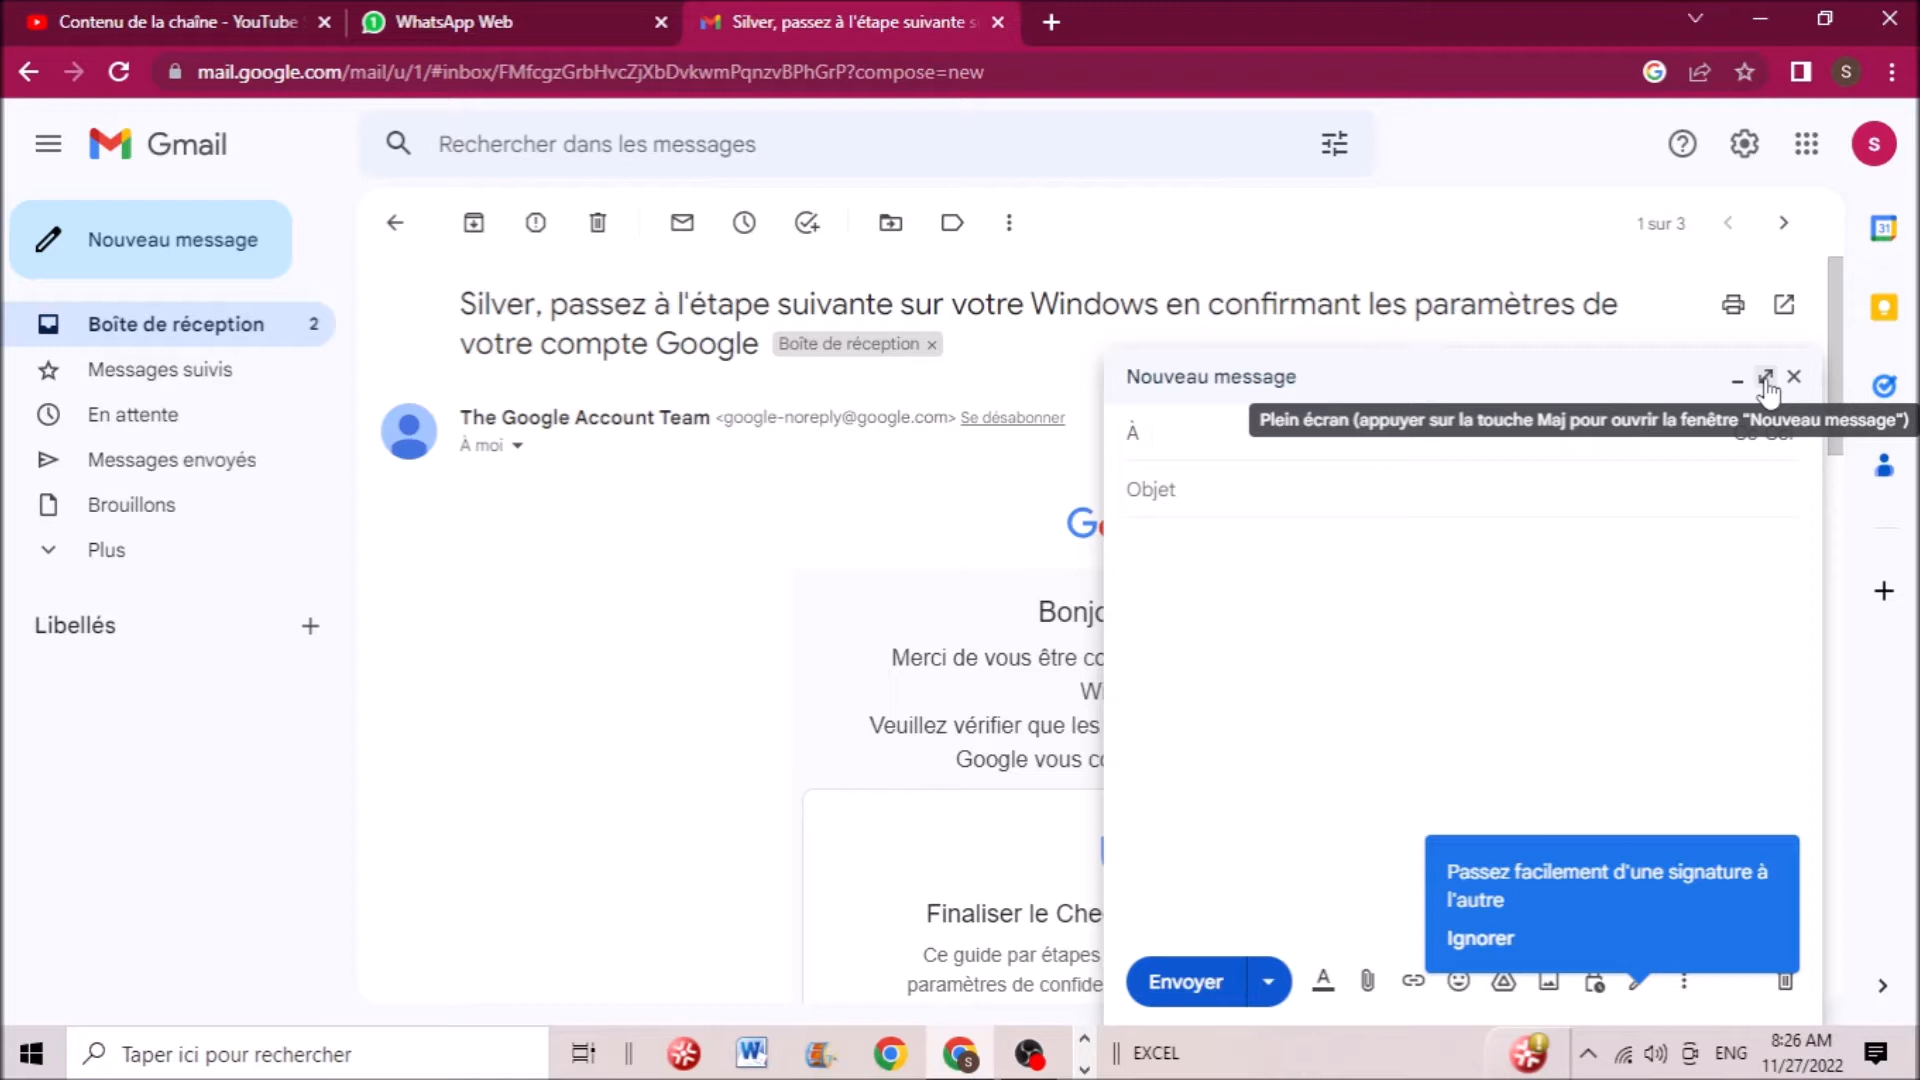 Contenu de la chaîne - YouTube
WhatsApp Web
Silver, passez à l'étape suivante
mail.google.com/mail/u/1/#inbox/FMfcgzGrbHvcZjXbDvkwmPqnzvBPhGrP?compose=new
S
Gmail
Rechercher dans les messages
S
Nouveau message
1 sur 3
Boîte de réception 2
Messages suivis
En attente
Messages envoyés
Brouillons
Plus
Libellés
Silver, passez à l'étape suivante sur votre Windows en confirmant les paramètres de
votre compte Google Boîte de réception ×
The Google Account Team <google-noreply@google.com> Se désabonner
À moi
Bonj
Merci de vous être
Veuillez vérifier que les
Google vous
Finaliser le
Ce guide par étapes
paramètres de
Nouveau message
Plein écran (appuyer sur la touche Maj pour ouvrir la fenêtre "Nouveau message")
À
Objet
Passez facilement d'une signature à
l'autre
Ignorer
Envoyer
31
Taper ici pour rechercher
EXCEL
ENG
8:26 AM
11/27/2022